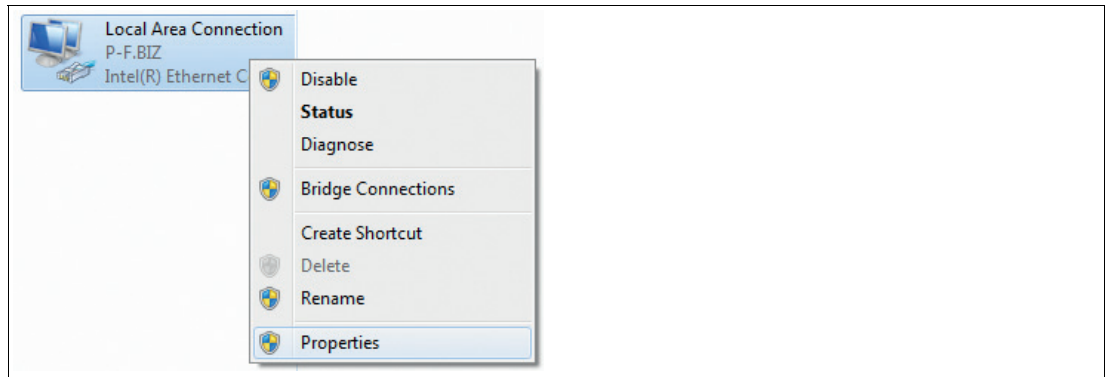 Local Area Connection
P-F.BIZ
Intel(R) Ethernet C
Disable
Status
Diagnose
Bridge Connections
Create Shortcut
Delete
Rename
Properties